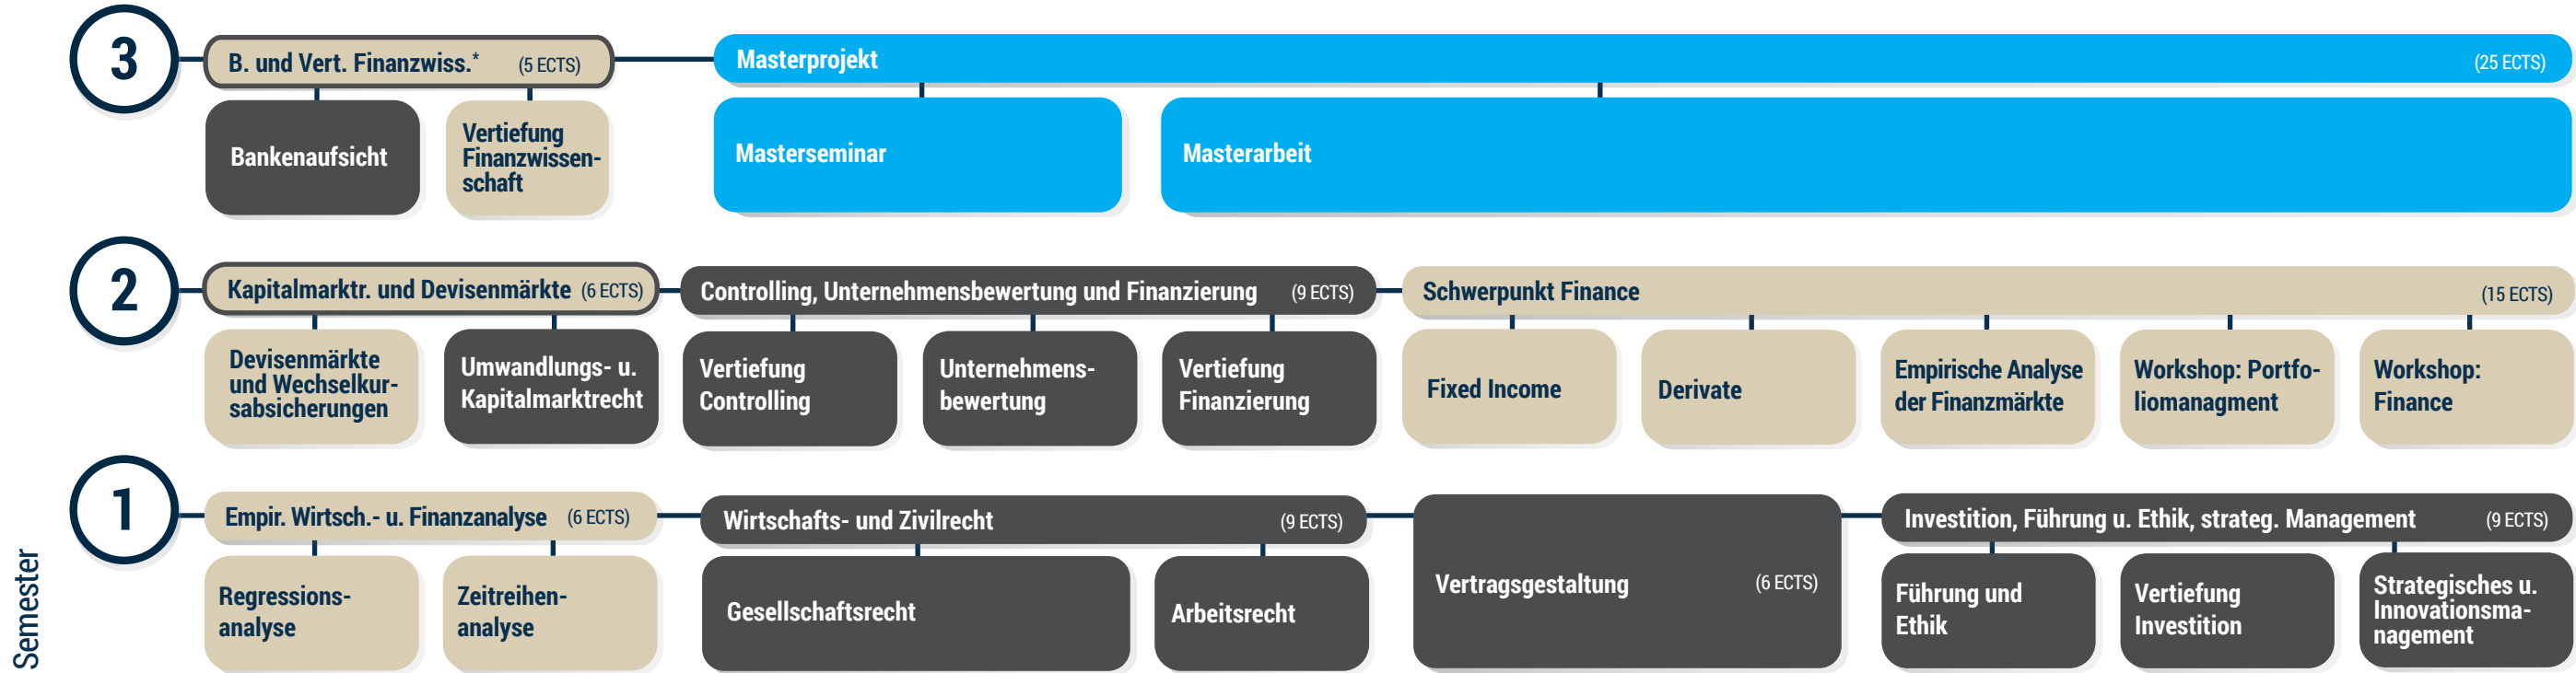 3
B. und Vert. Finanzwiss.* (5 ECTS)
Masterprojekt (25 ECTS)
Bankenaufsicht
Vertiefung
Finanzwissen-
schaft
Masterseminar
Masterarbeit
2
Kapitalmarktr. und Devisenmärkte (6 ECTS)
Controlling, Unternehmensbewertung und Finanzierung (9 ECTS)
Schwerpunkt Finance (15 ECTS)
Devisenmärkte
und Wechselkur-
sabsicherungen
Umwandlungs- u.
Kapitalmarktrecht
Vertiefung
Controlling
Unternehmens-
bewertung
Vertiefung
Finanzierung
Fixed Income
Derivate
Empirische Analyse
der Finanzmärkte
Workshop: Portfo-
liomanagment
Workshop:
Finance
1
Empir. Wirtsch.- u. Finanzanalyse (6 ECTS)
Wirtschafts- und Zivilrecht (9 ECTS)
Vertragsgestaltung (6 ECTS)
Investition, Führung u. Ethik, strateg. Management (9 ECTS)
Regressions-
analyse
Zeitreihen-
analyse
Gesellschaftsrecht
Arbeitsrecht
Führung und
Ethik
Vertiefung
Investition
Strategisches u.
Innovationsma-
nagement
Semester